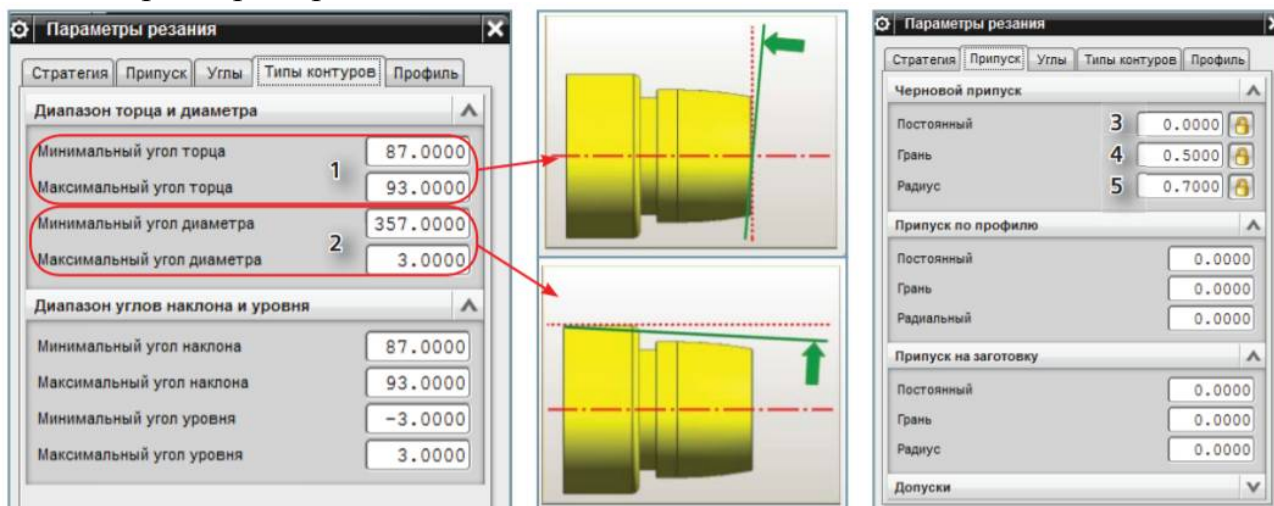 Параметры резания
Стратегия Припуск Углы Типы контуров Профиль
Диапазон торца и диаметра
Минимальный угол торца 87.0000
1
Максимальный угол торца 93.0000
Минимальный угол диаметра 357.0000
2
Максимальный угол диаметра 3.0000
Диапазон углов наклона и уровня
Минимальный угол наклона 87.0000
Максимальный угол наклона 93.0000
Минимальный угол уровня -3.0000
Максимальный угол уровня 3.0000
Параметры резания
Стратегия Припуск Углы Типы контуров Профиль
Черновой припуск
Постоянный 3 0.0000
Грань 4 0.5000
Радиус 5 0.7000
Припуск по профилю
Постоянный 0.0000
Грань 0.0000
Радиальный 0.0000
Припуск на заготовку
Постоянный 0.0000
Грань 0.0000
Радиус 0.0000
Допуски